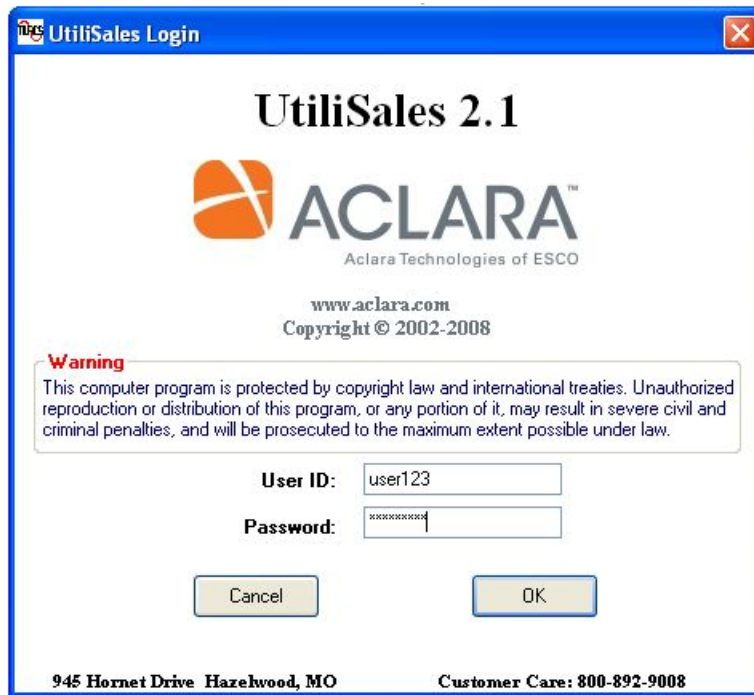 UtiliSales Login
UtiliSales 2.1
ACLARA™
Aclara Technologies of ESCO
www.aclara.com
Copyright © 2002-2008
Warning
This computer program is protected by copyright law and international treaties. Unauthorized
reproduction or distribution of this program, or any portion of it, may result in severe civil and
criminal penalties, and will be prosecuted to the maximum extent possible under law.
User ID: user123
Password: *********
Cancel OK
945 Hornet Drive Hazelwood, MO Customer Care: 800-892-9008